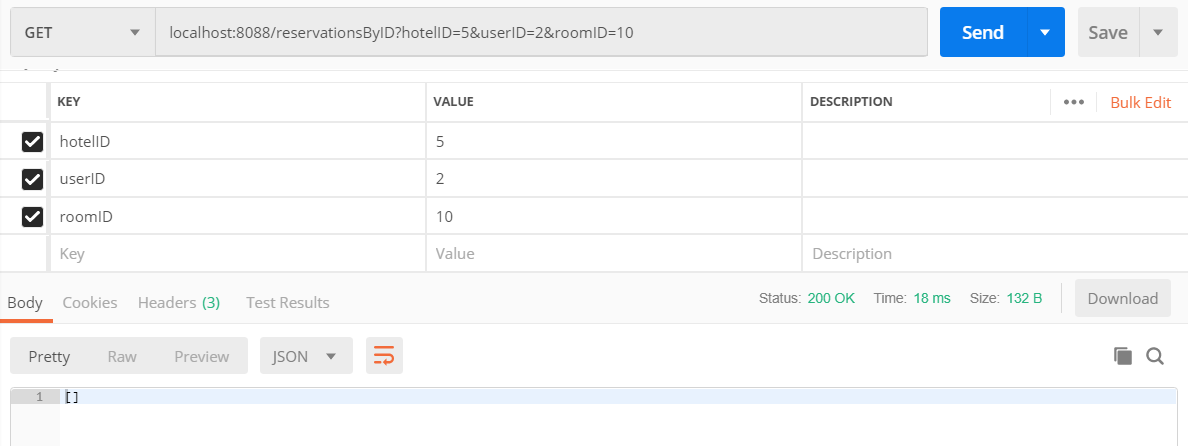 GET localhost:8088/reservationsByID?hotelID=5&userID=2&roomID=10 Send Save
KEY VALUE DESCRIPTION ••• Bulk Edit
hotelID 5
userID 2
roomID 10
Key Value Description
Body Cookies Headers (3) Test Results Status: 200 OK Time: 18 ms Size: 132 B Download
Pretty Raw Preview JSON
1 []